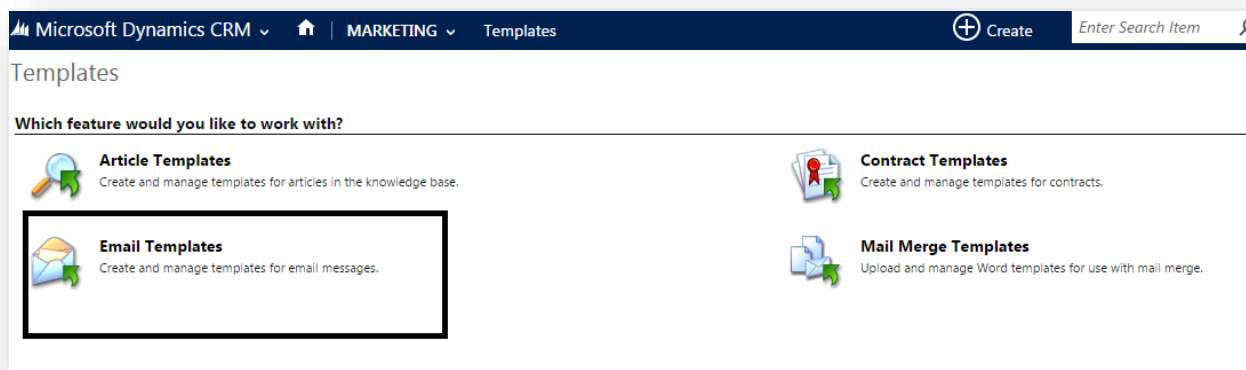 Microsoft Dynamics CRM MARKETING Templates Create Enter Search Item
Templates
Which feature would you like to work with?
Article Templates
Create and manage templates for articles in the knowledge base.
Contract Templates
Create and manage templates for contracts.
Email Templates
Create and manage templates for email messages.
Mail Merge Templates
Upload and manage Word templates for use with mail merge.